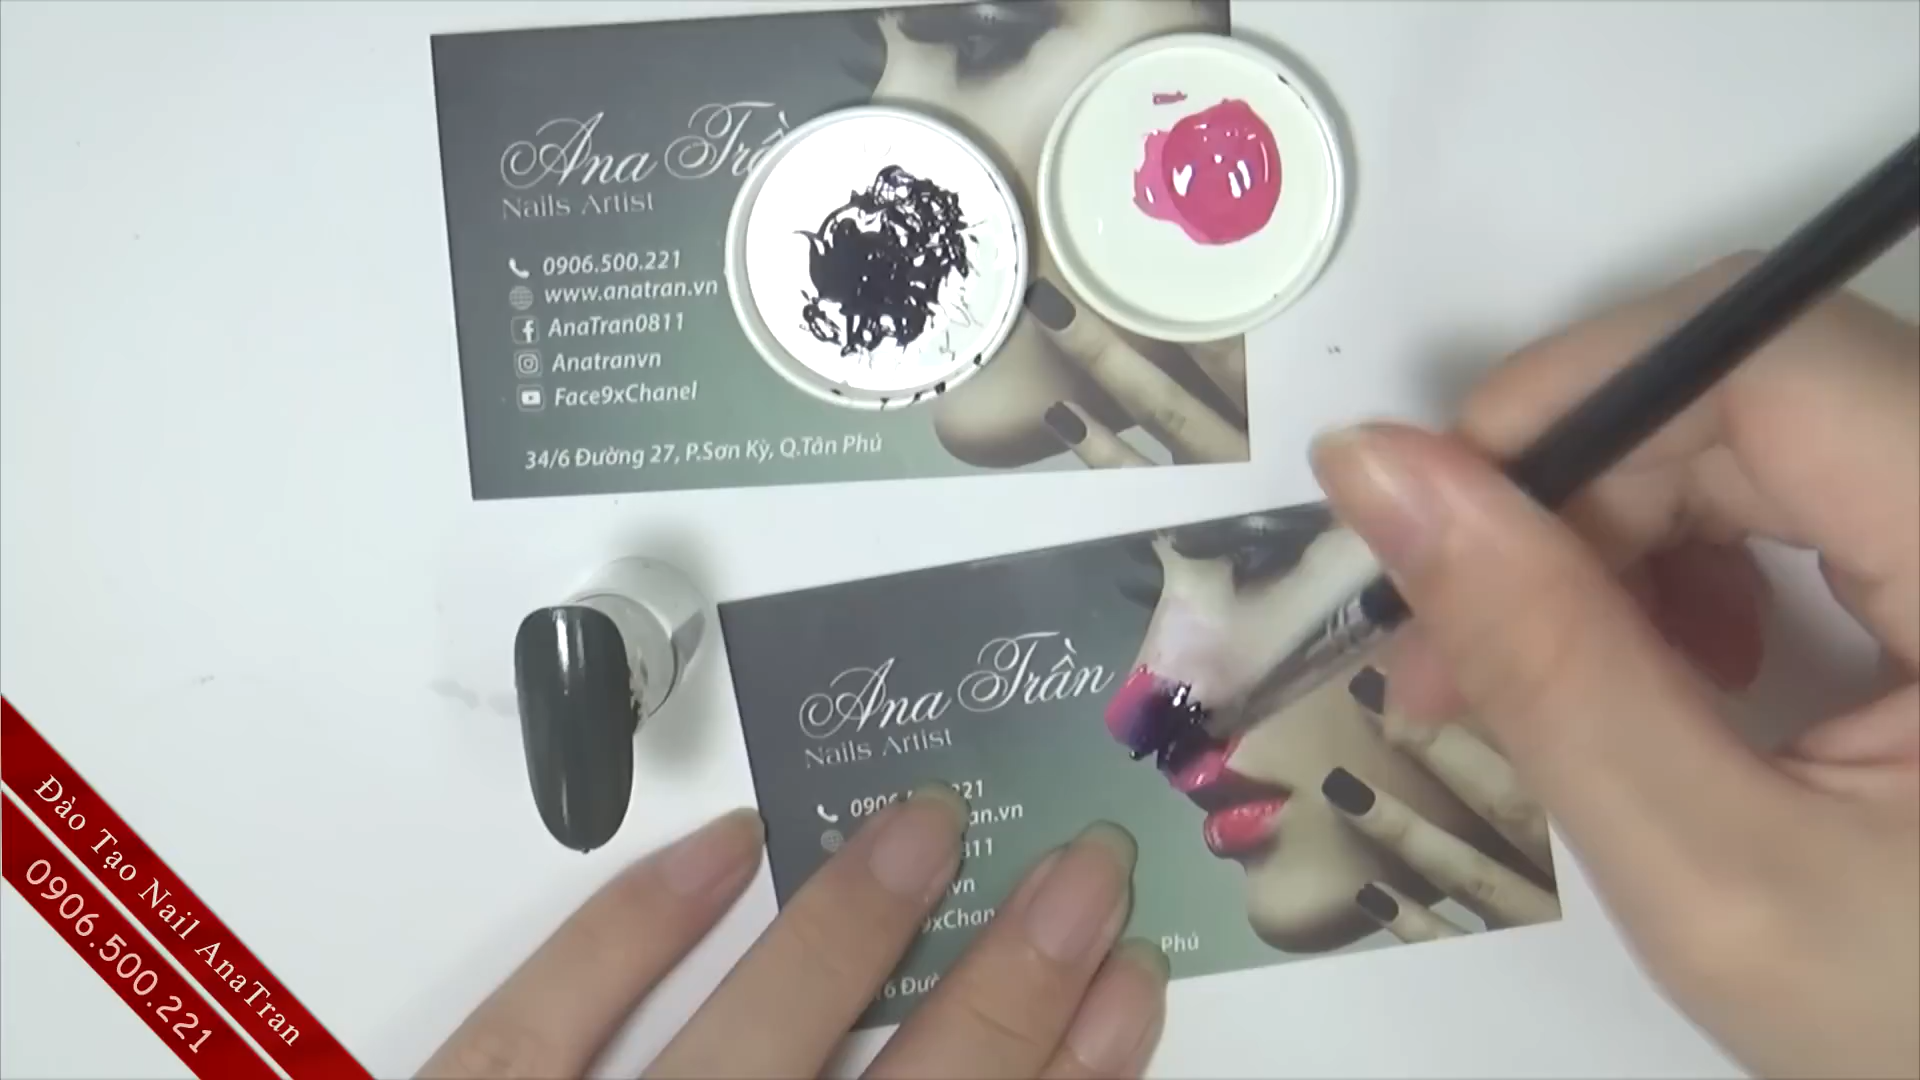 Ana
Nails Artist
0906.500.221
www.anatran.vn
AnaTran0811
Anatranvn
Face9xChanel
34/6 Đường 27, P.Sơn Kỳ, Q.Tân Phú
Ana Trần
Nails Artist
Phú
Đào Tạo Nail AnaTran
0906.500.221